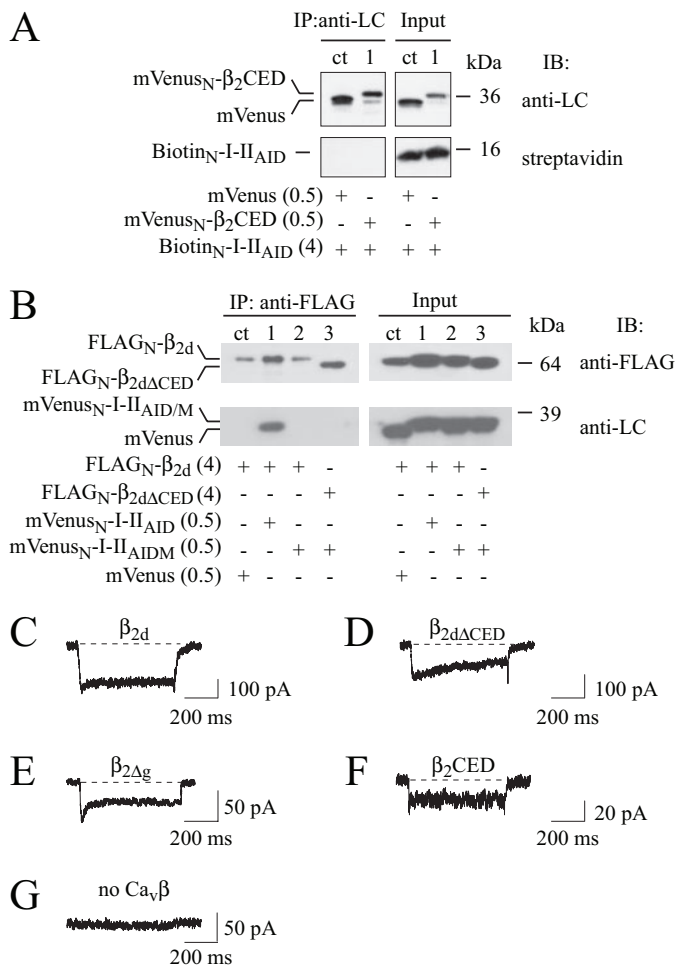 A
IP:anti-LC Input
ct 1 ct 1 kDa IB:
mVenusN-β2CED
36 anti-LC
mVenus
BiotinN-I-IIAID
16 streptavidin
mVenus (0.5) + - + -
mVenusN-β2CED (0.5) - + - +
BiotinN-I-IIAID (4) + + + +
B
IP: anti-FLAG Input
ct 1 2 3 ct 1 2 3 kDa IB:
FLAGN-β2d
64 anti-FLAG
FLAGN-β2dΔCED
mVenusN-I-IIAID/M
39
mVenus
anti-LC
FLAGN-β2d (4) + + + - + + + -
FLAGN-β2dΔCED (4) - - - + - - - +
mVenusN-I-IIAID (0.5) - + - - - + - -
mVenusN-I-IIAIDM (0.5) - - + + - - + +
mVenus (0.5) + - - - + - - -
C
β2d
100 pA
200 ms
D
β2dΔCED
100 pA
200 ms
E
β2Δg
50 pA
200 ms
F
β2CED
20 pA
200 ms
G
no Cavβ
50 pA
200 ms